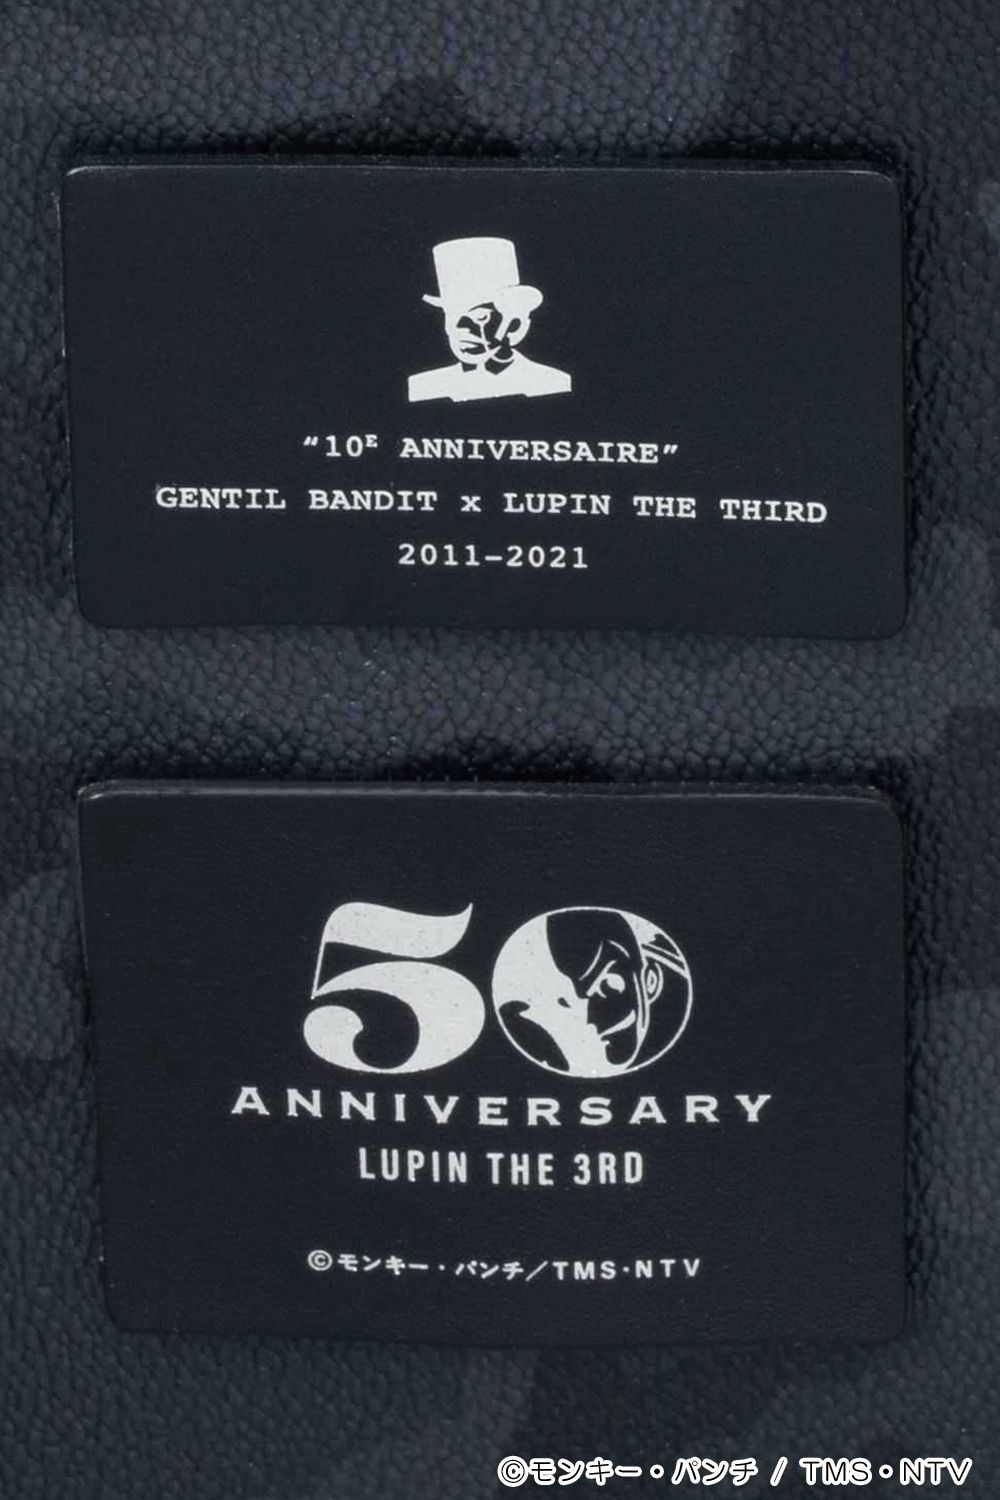 “10ᴱ ANNIVERSAIRE”
GENTIL BANDIT x LUPIN THE THIRD
2011–2021
50
ANNIVERSARY
LUPIN THE 3RD
©モンキー・パンチ／TMS・NTV
©モンキー・パンチ / TMS・NTV